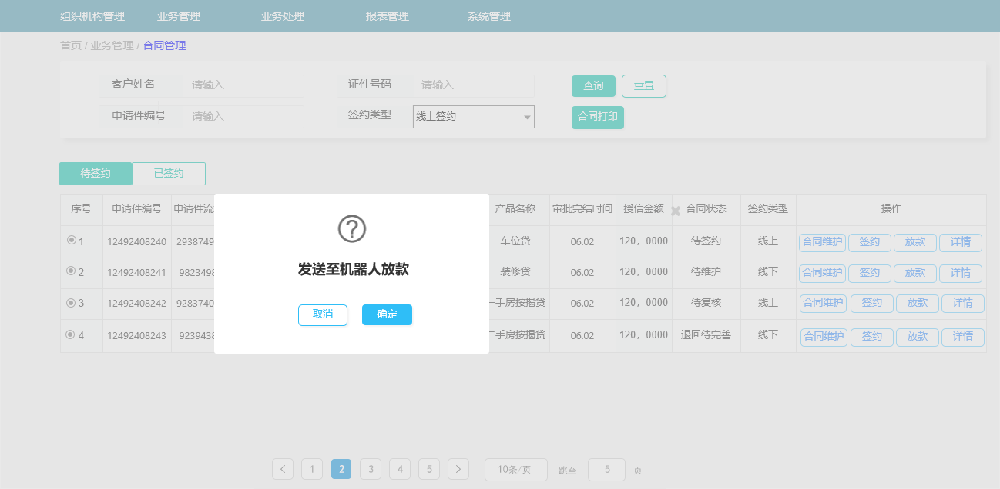 组织机构管理 业务管理 业务处理 报表管理 系统管理
首页 / 业务管理 / 合同管理
客户姓名 请输入 证件号码 请输入 查询 重置
申请件编号 请输入 签约类型 线上签约 合同打印
待签约 已签约
序号 申请件编号 申请件流 产品名称 审批完结时间 授信金额 合同状态 签约类型 操作
1 12492408240 2938749 车位贷 06.02 120, 0000 待签约 线上 合同维护 签约 放款 详情
2 12492408241 982349 装修贷 06.02 120, 0000 待维护 线下 合同维护 签约 放款 详情
3 12492408242 9283740 一手房按揭贷 06.02 120, 0000 待复核 线上 合同维护 签约 放款 详情
4 12492408243 923943 二手房按揭贷 06.02 120, 0000 退回待完善 线下 合同维护 签约 放款 详情
发送至机器人放款
取消 确定
1 2 3 4 5 10条/页 跳至 5 页